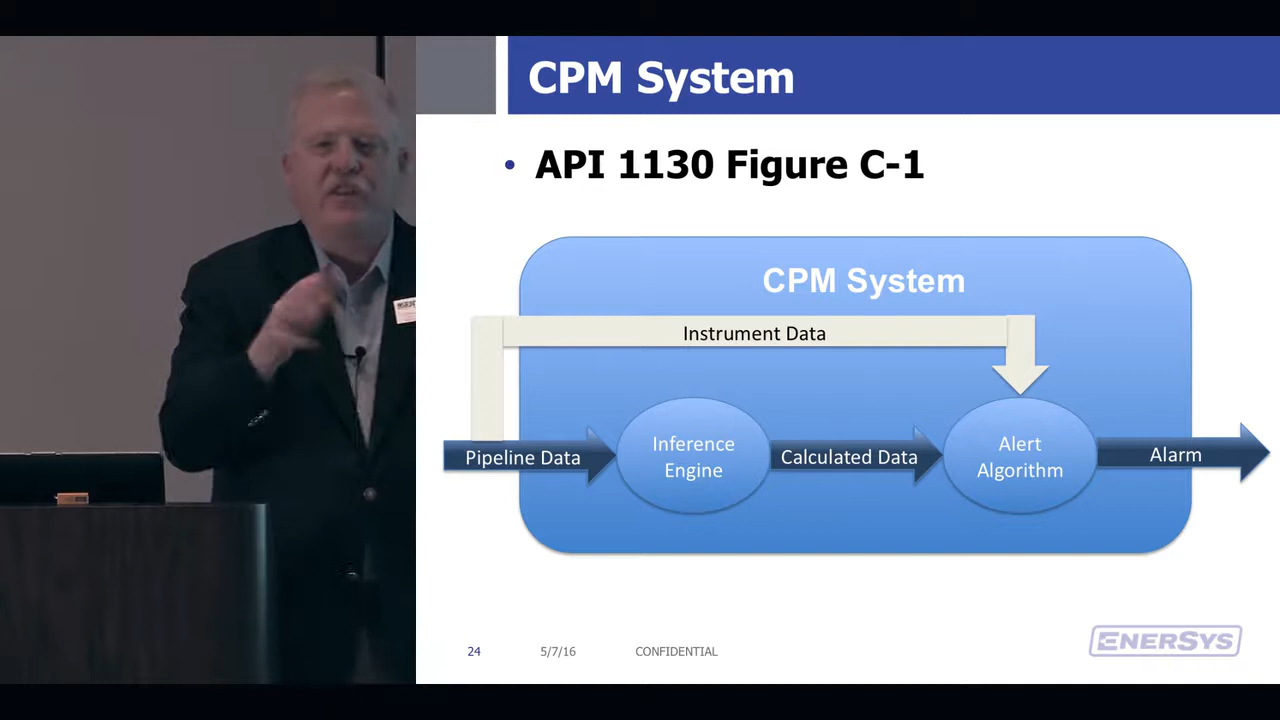 CPM System
• API 1130 Figure C-1
CPM System
Instrument Data
Pipeline Data
Inference
Engine
Calculated Data
Alert
Algorithm
Alarm
24
5/7/16
CONFIDENTIAL
ENERSYS